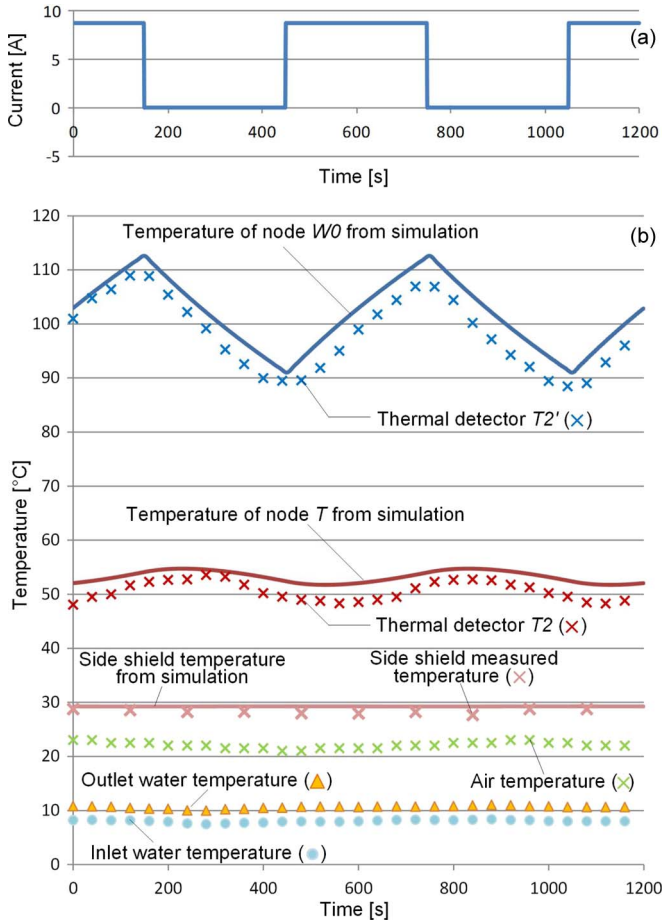 10
(a)
5
0
-5
Current [A]
0 200 400 600 800 1000 1200
Time [s]
120
(b)
Temperature of node W0 from simulation
110
100
90
Thermal detector T2' (×)
80
70
Temperature of node T from simulation
60
50
Thermal detector T2 (×)
40
Side shield temperature
from simulation
Side shield measured
temperature (×)
30
20
Outlet water temperature (▲)
Air temperature (×)
10
Inlet water temperature (●)
0
Temperature [°C]
0 200 400 600 800 1000 1200
Time [s]